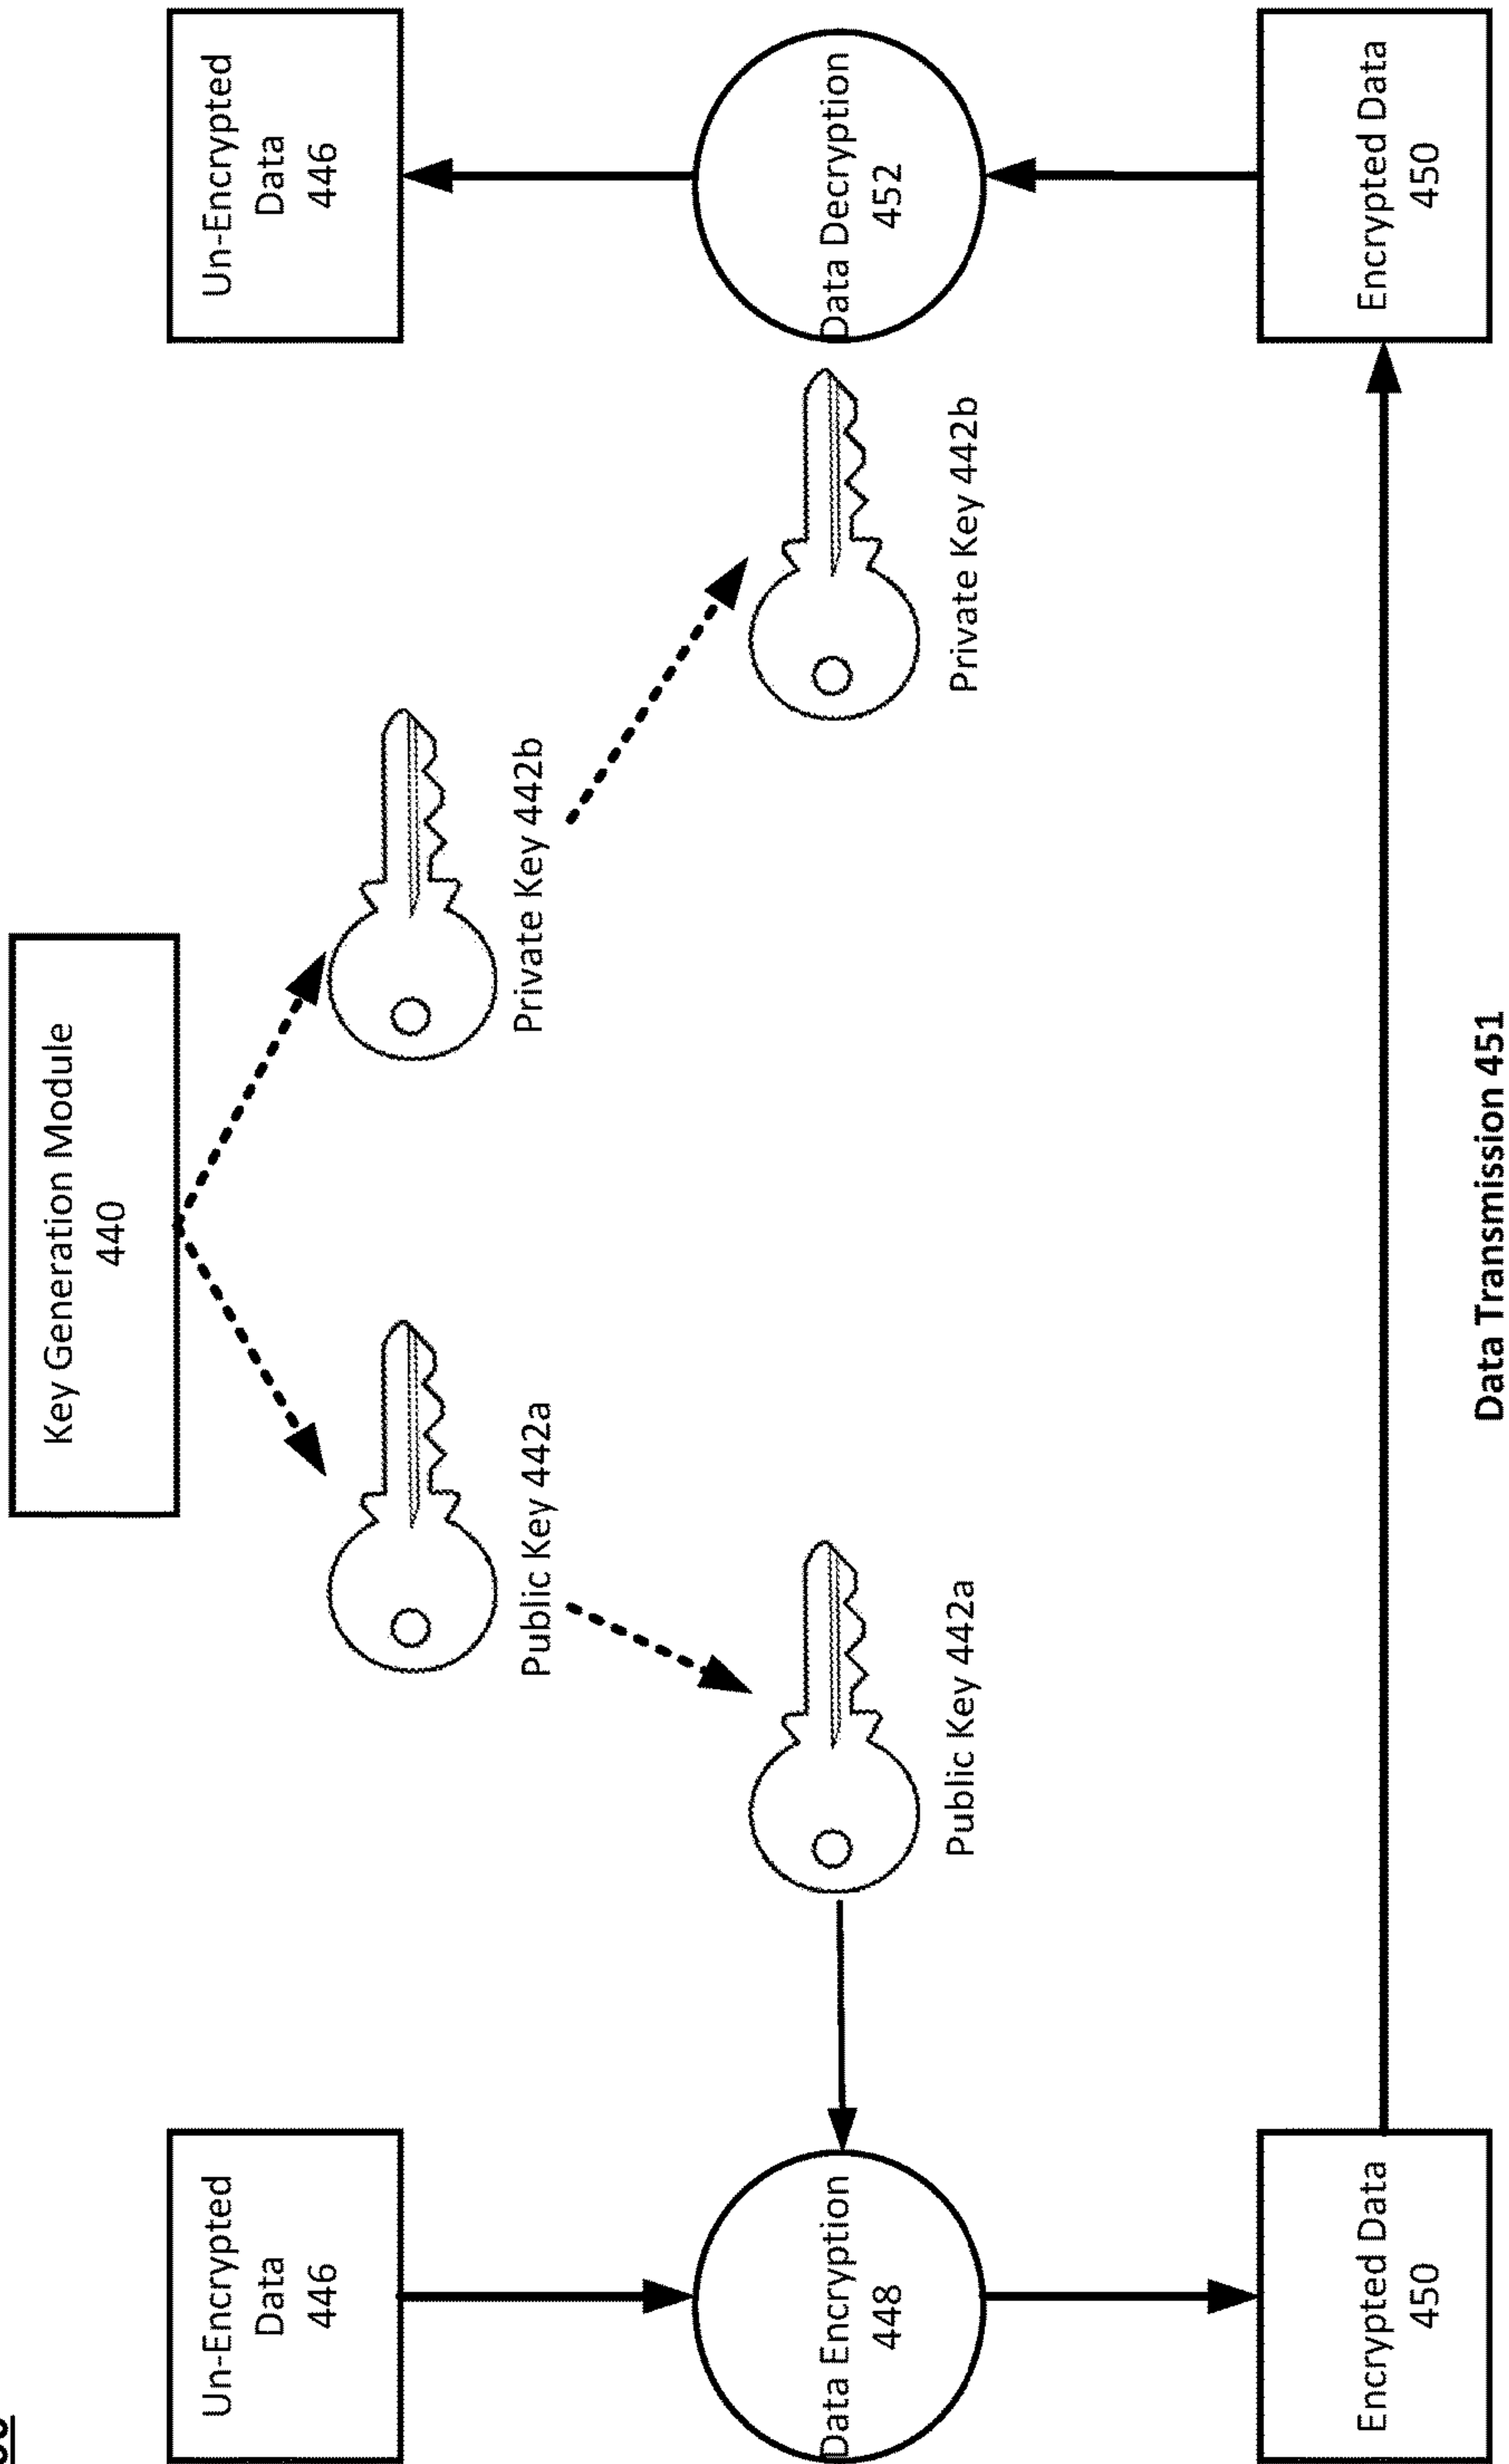 Key Generation Module
440
Un-Encrypted
Data
446
Un-Encrypted
Data
446
Public Key 442a
Private Key 442b
Data Encryption
448
Public Key 442a
Private Key 442b
Data Decryption
452
Encrypted Data
450
Encrypted Data
450
Data Transmission 451